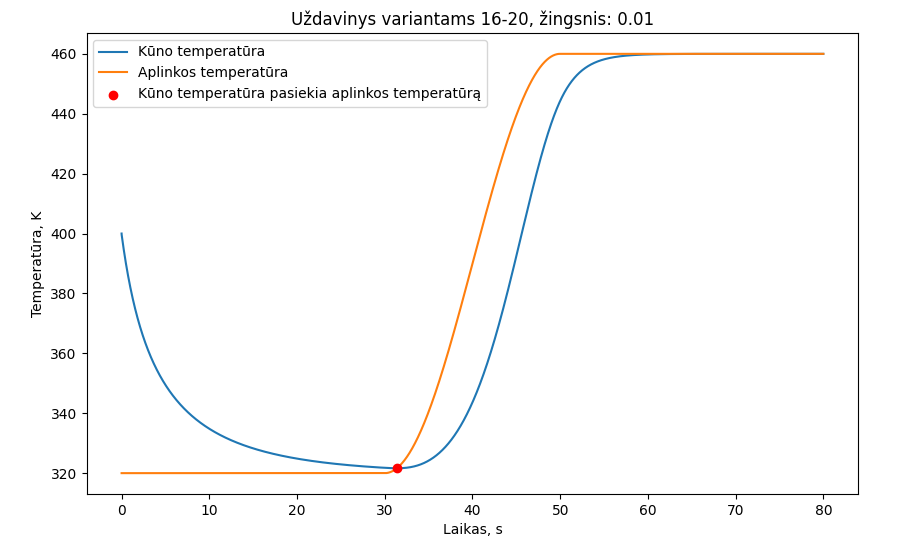 Uždavinys variantams 16-20, žingsnis: 0.01
Kūno temperatūra
Aplinkos temperatūra
Kūno temperatūra pasiekia aplinkos temperatūrą
Temperatūra, K
460
440
420
400
380
360
340
320
0 10 20 30 40 50 60 70 80
Laikas, s